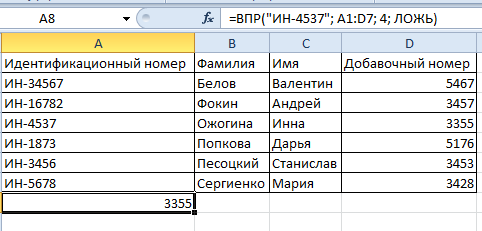 A8 fx =ВПР("ИН-4537"; A1:D7; 4; ЛОЖЬ)
A B C D
Идентификационный номер Фамилия Имя Добавочный номер
ИН-34567 Белов Валентин 5467
ИН-16782 Фокин Андрей 3457
ИН-4537 Ожогина Инна 3355
ИН-1873 Попкова Дарья 5176
ИН-3456 Песоцкий Станислав 3453
ИН-5678 Сергиенко Мария 3428
3355